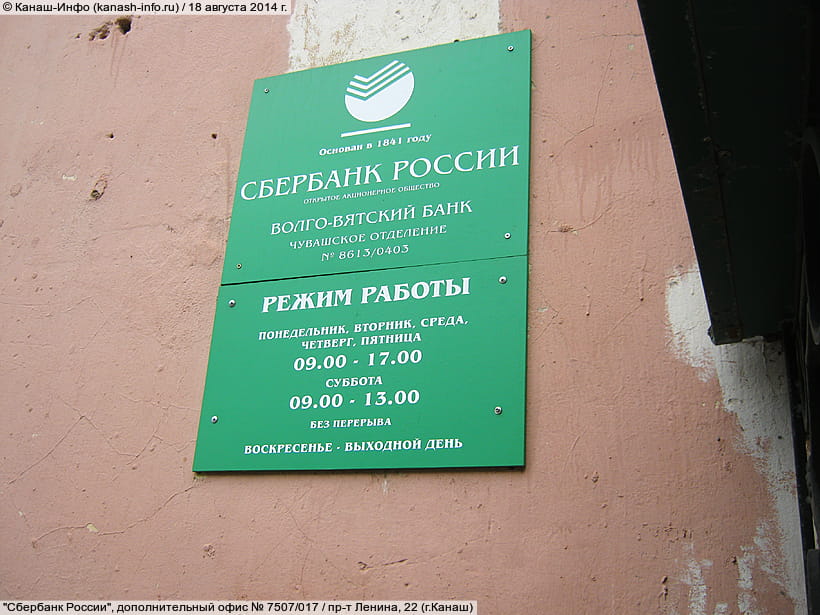 © Канаш-Инфо (kanash-info.ru) / 18 августа 2014 г.
Основан в 1841 году
СБЕРБАНК РОССИИ
ОТКРЫТОЕ АКЦИОНЕРНОЕ ОБЩЕСТВО
ВОЛГО-ВЯТСКИЙ БАНК
ЧУВАШСКОЕ ОТДЕЛЕНИЕ
№ 8613/0403
РЕЖИМ РАБОТЫ
ПОНЕДЕЛЬНИК, ВТОРНИК, СРЕДА,
ЧЕТВЕРГ, ПЯТНИЦА
09.00 - 17.00
СУББОТА
09.00 - 13.00
БЕЗ ПЕРЕРЫВА
ВОСКРЕСЕНЬЕ - ВЫХОДНОЙ ДЕНЬ
"Сбербанк России", дополнительный офис № 7507/017 / пр-т Ленина, 22 (г.Канаш)